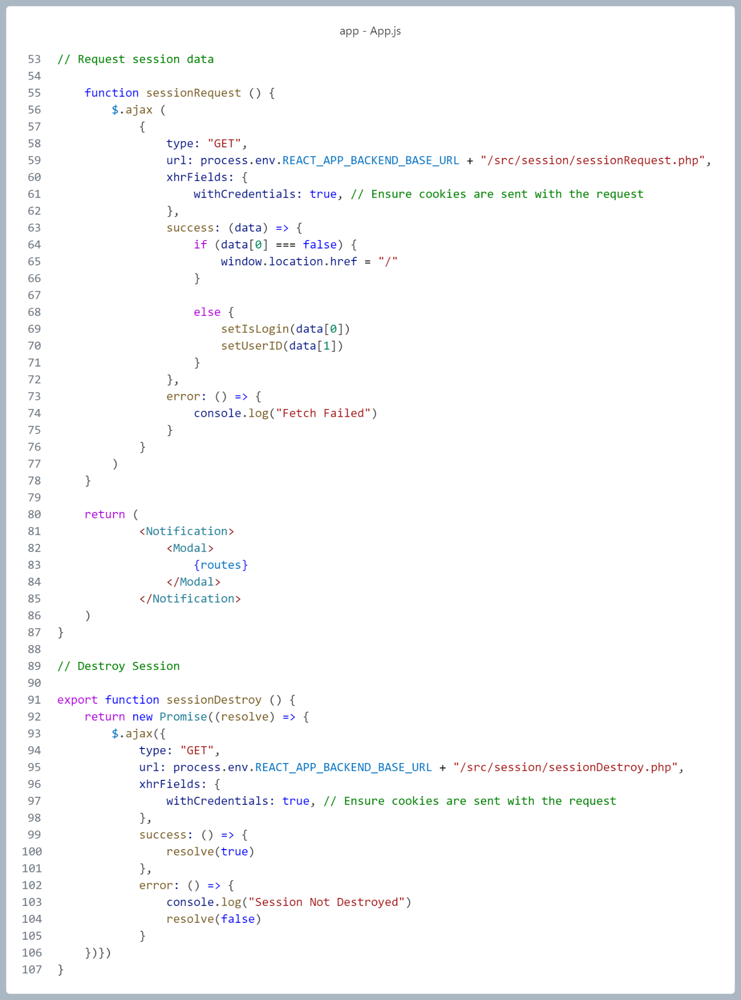 app - App.js
53 // Request session data
54
55     function sessionRequest () {
56         $.ajax (
57             {
58                 type: "GET",
59                 url: process.env.REACT_APP_BACKEND_BASE_URL + "/src/session/sessionRequest.php",
60                 xhrFields: {
61                     withCredentials: true, // Ensure cookies are sent with the request
62                 },
63                 success: (data) => {
64                     if (data[0] === false) {
65                         window.location.href = "/"
66                     }
67
68                     else {
69                         setIsLogin(data[0])
70                         setUserID(data[1])
71                     }
72                 },
73                 error: () => {
74                     console.log("Fetch Failed")
75                 }
76             }
77         )
78     }
79
80     return (
81             <Notification>
82                 <Modal>
83                     {routes}
84                 </Modal>
85             </Notification>
86     )
87 }
88
89 // Destroy Session
90
91 export function sessionDestroy () {
92     return new Promise((resolve) => {
93         $.ajax({
94             type: "GET",
95             url: process.env.REACT_APP_BACKEND_BASE_URL + "/src/session/sessionDestroy.php",
96             xhrFields: {
97                 withCredentials: true, // Ensure cookies are sent with the request
98             },
99             success: () => {
100                 resolve(true)
101             },
102             error: () => {
103                 console.log("Session Not Destroyed")
104                 resolve(false)
105             }
106     })})
107 }